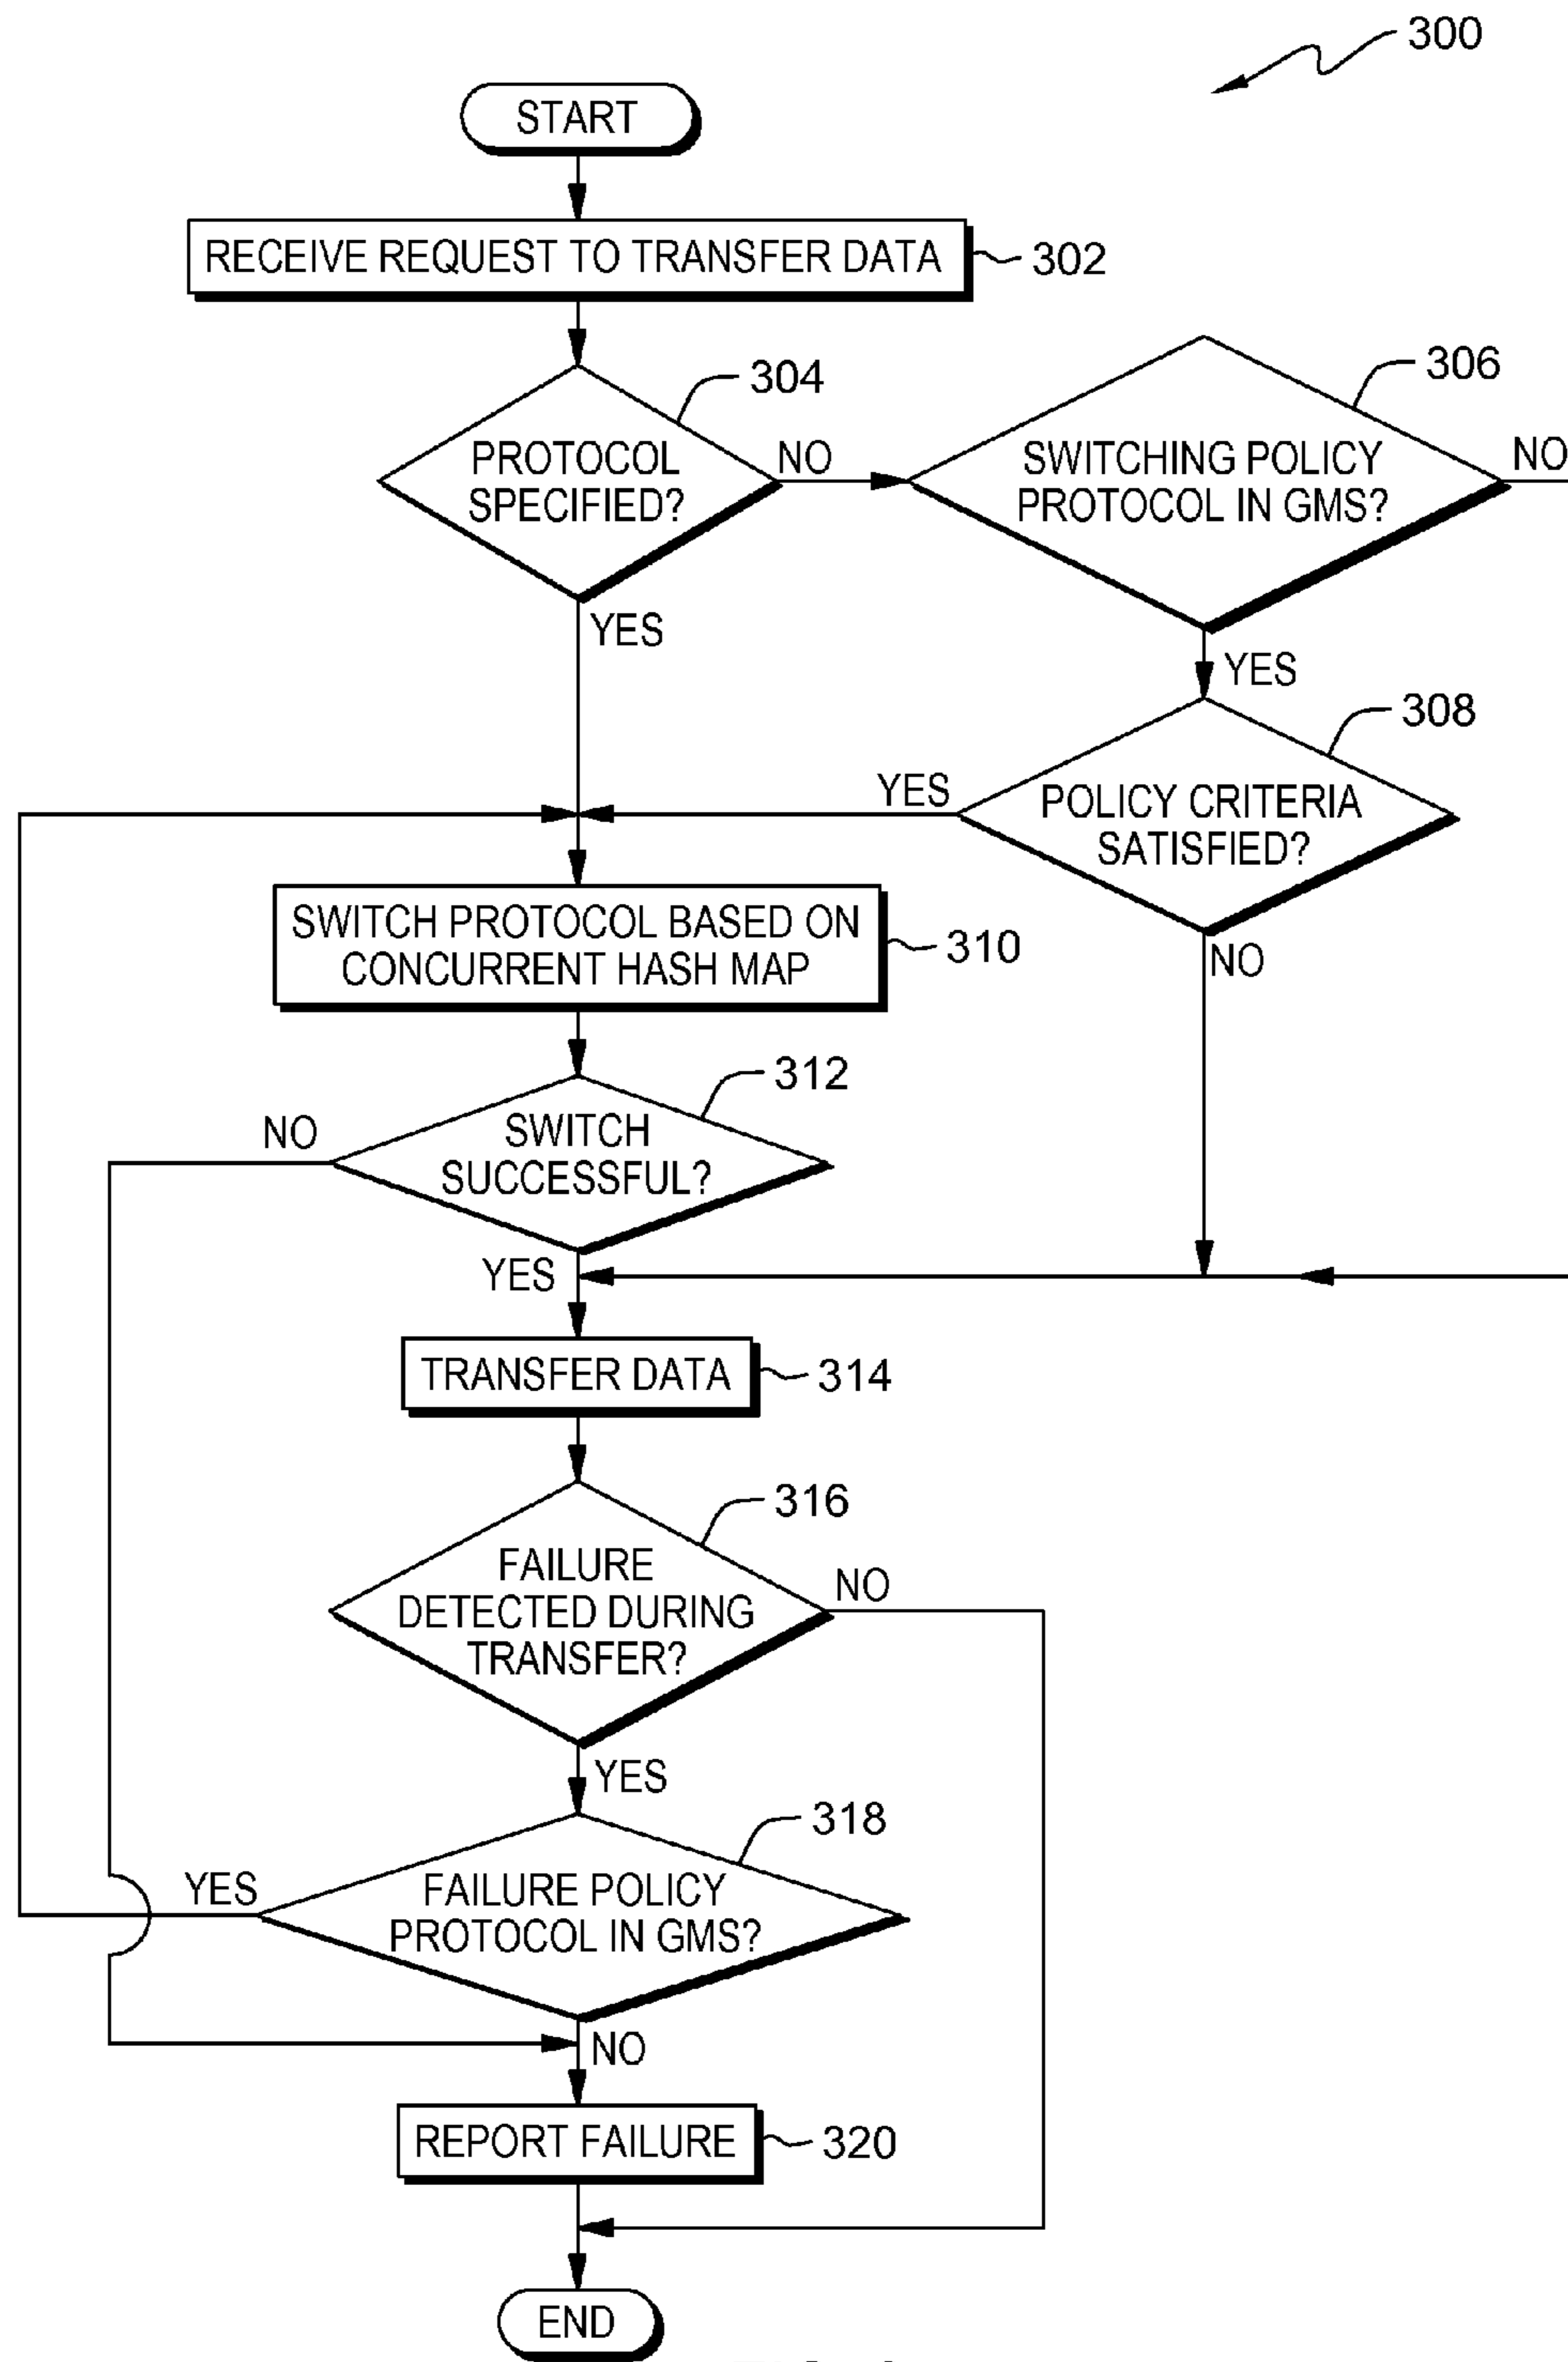 300
START
RECEIVE REQUEST TO TRANSFER DATA
302
304
PROTOCOL
SPECIFIED?
NO
YES
306
SWITCHING POLICY
PROTOCOL IN GMS?
NO
YES
308
POLICY CRITERIA
SATISFIED?
YES
NO
SWITCH PROTOCOL BASED ON
CONCURRENT HASH MAP
310
312
SWITCH
SUCCESSFUL?
NO
YES
TRANSFER DATA
314
316
FAILURE
DETECTED DURING
TRANSFER?
NO
YES
318
FAILURE POLICY
PROTOCOL IN GMS?
YES
NO
REPORT FAILURE
320
END